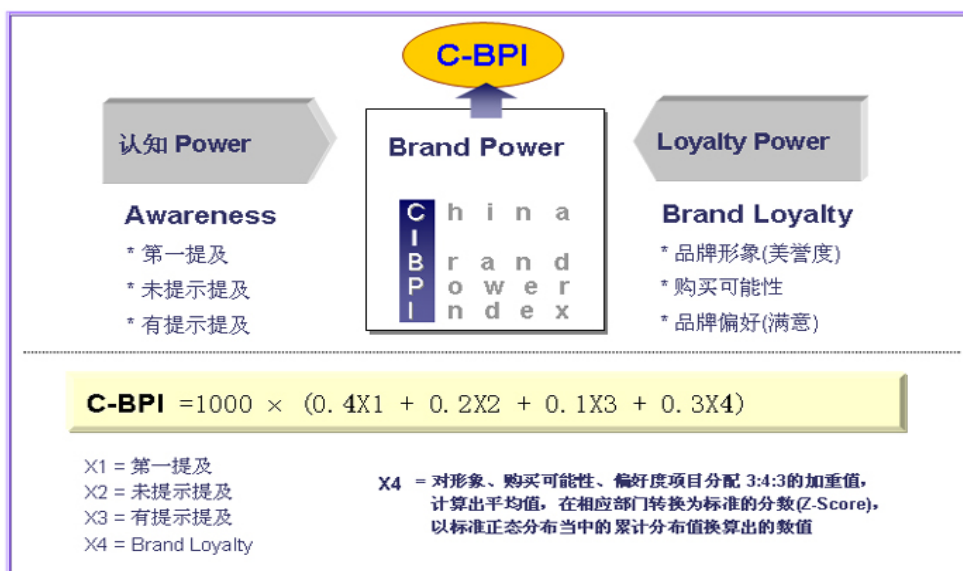 C-BPI
认知 Power
Brand Power
Loyalty Power
China
I
Brand
Power
Index
Awareness
* 第一提及
* 未提示提及
* 有提示提及
Brand Loyalty
* 品牌形象(美誉度)
* 购买可能性
* 品牌偏好(满意)
C-BPI =1000 × (0.4X1 + 0.2X2 + 0.1X3 + 0.3X4)
X1 = 第一提及
X2 = 未提示提及
X3 = 有提示提及
X4 = Brand Loyalty
X4 = 对形象、购买可能性、偏好度项目分配 3:4:3的加重值,
计算出平均值，在相应部门转换为标准的分数(Z-Score),
以标准正态分布当中的累计分布值换算出的数值